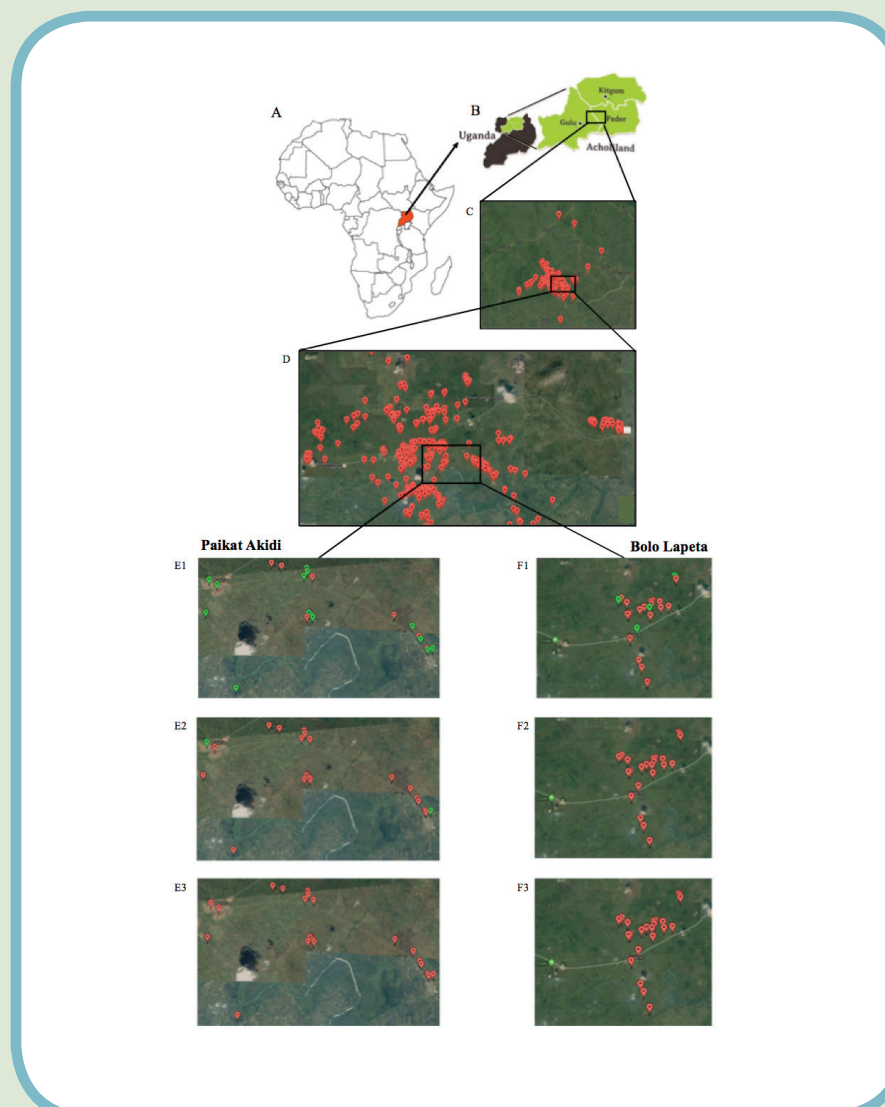 A
B
Kitgum
Gulu
Pader
Uganda
Acholiland
C
D
Paikat Akidi
Bolo Lapeta
E1
F1
E2
F2
E3
F3